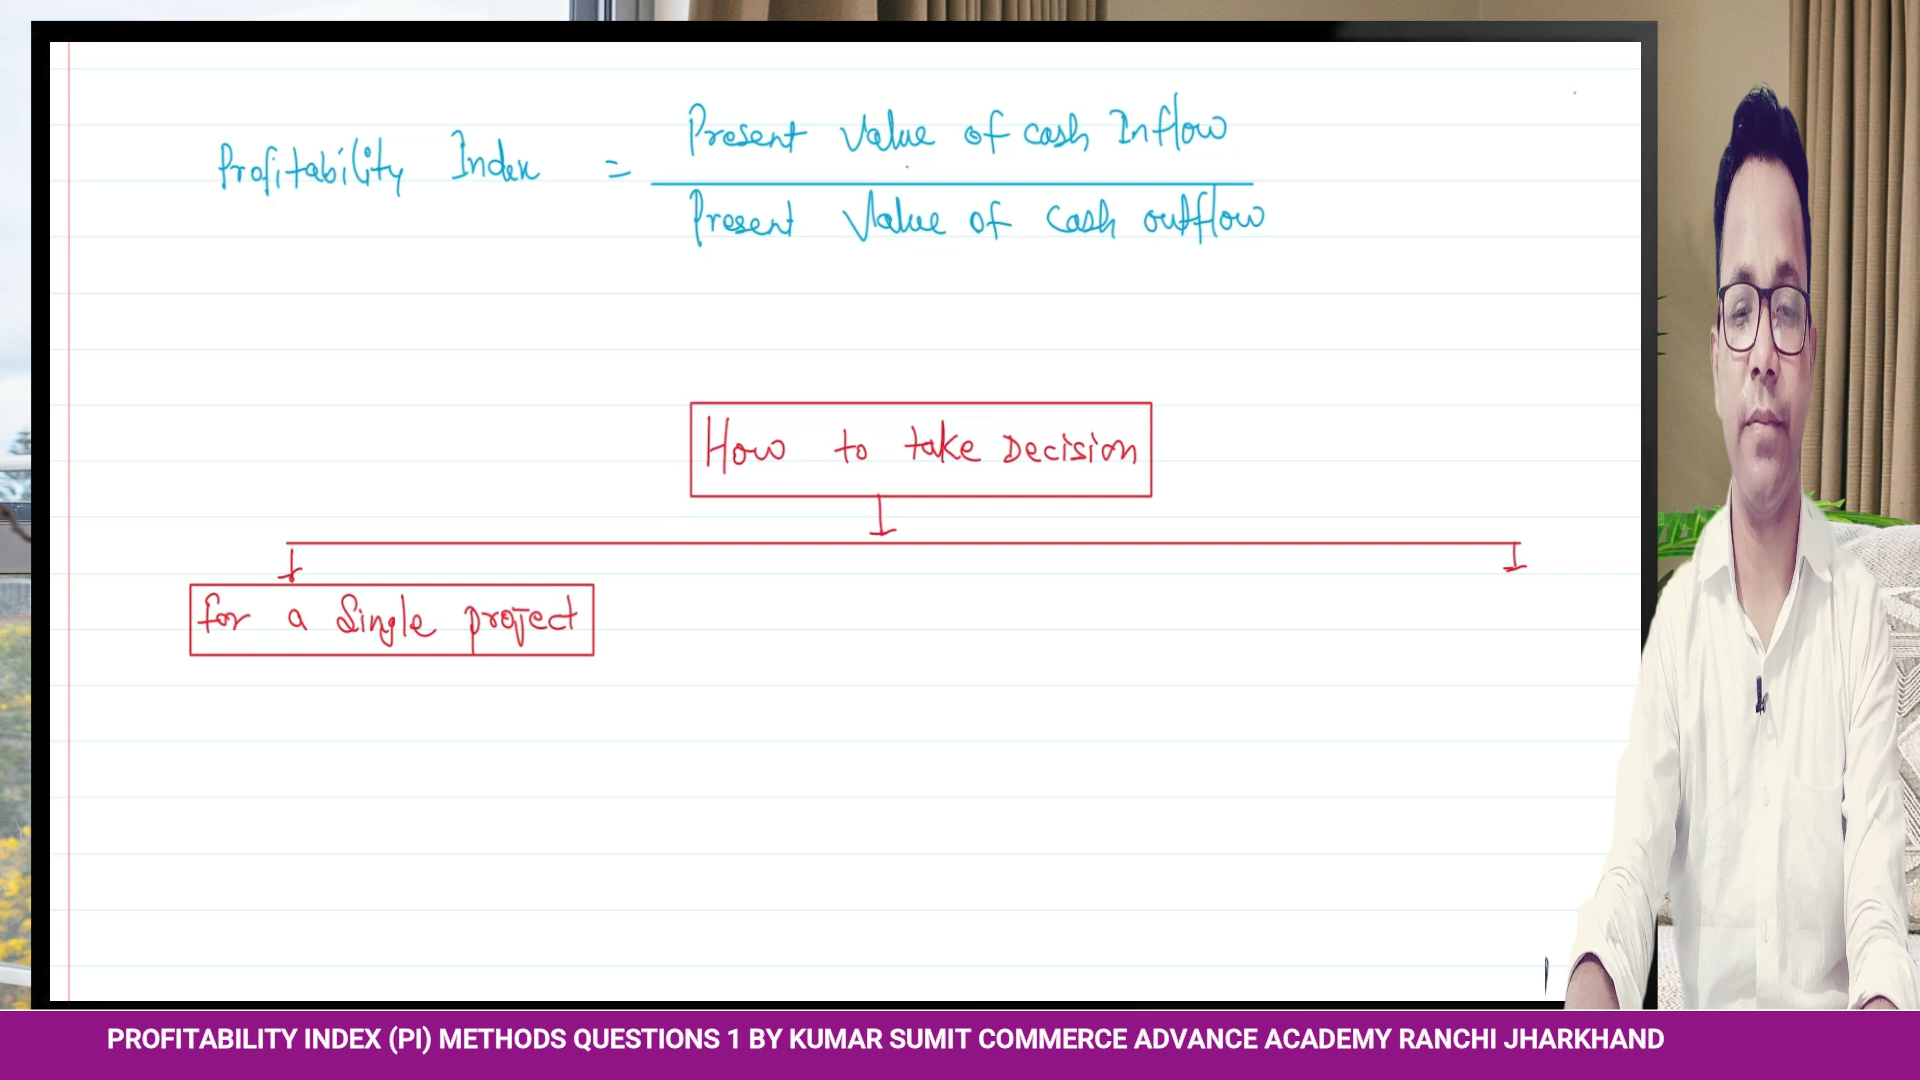 Profitability Index = Present Value of cash Inflow
Present Value of cash outflow
How to take Decision
for a Single project
PROFITABILITY INDEX (PI) METHODS QUESTIONS 1 BY KUMAR SUMIT COMMERCE ADVANCE ACADEMY RANCHI JHARKHAND